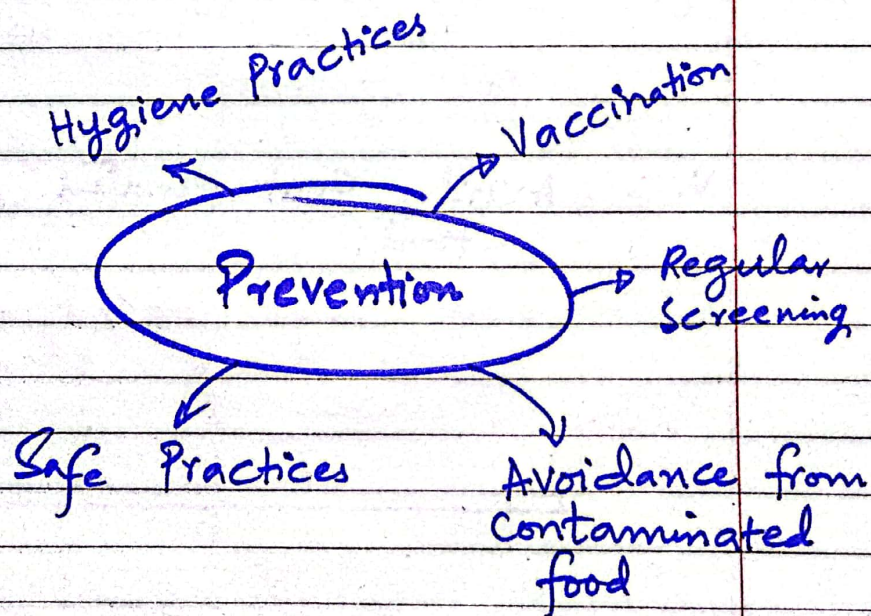 Hygiene Practices
Vaccination
Prevention
Regular
Screening
Safe Practices
Avoidance from
Contaminated
food